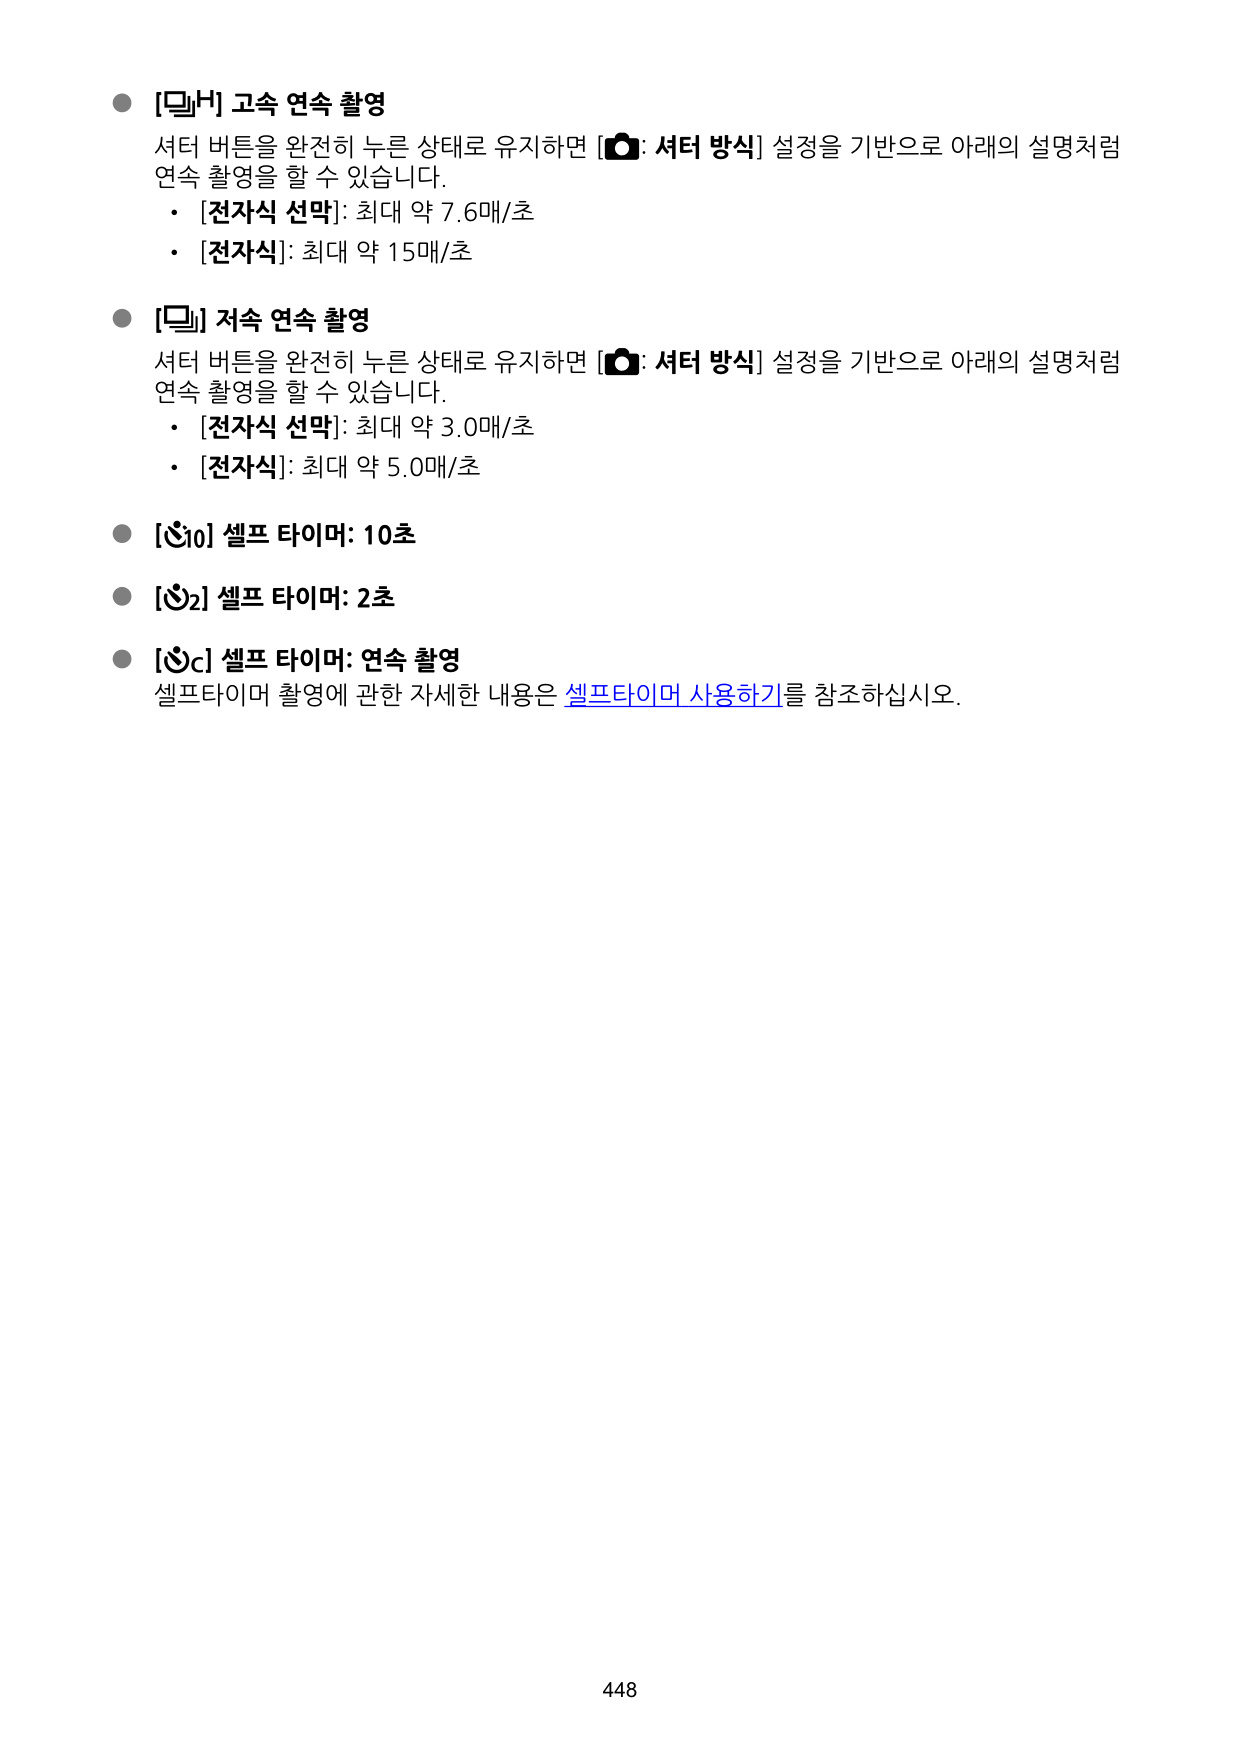 ● [H] 고속 연속 촬영
셔터 버튼을 완전히 누른 상태로 유지하면 [: 셔터 방식] 설정을 기반으로 아래의 설명처럼
연속 촬영을 할 수 있습니다.
• [전자식 선막]: 최대 약 7.6매/초
• [전자식]: 최대 약 15매/초
● [] 저속 연속 촬영
셔터 버튼을 완전히 누른 상태로 유지하면 [: 셔터 방식] 설정을 기반으로 아래의 설명처럼
연속 촬영을 할 수 있습니다.
• [전자식 선막]: 최대 약 3.0매/초
• [전자식]: 최대 약 5.0매/초
● [10] 셀프 타이머: 10초
● [2] 셀프 타이머: 2초
● [C] 셀프 타이머: 연속 촬영
셀프타이머 촬영에 관한 자세한 내용은 셀프타이머 사용하기를 참조하십시오.
448